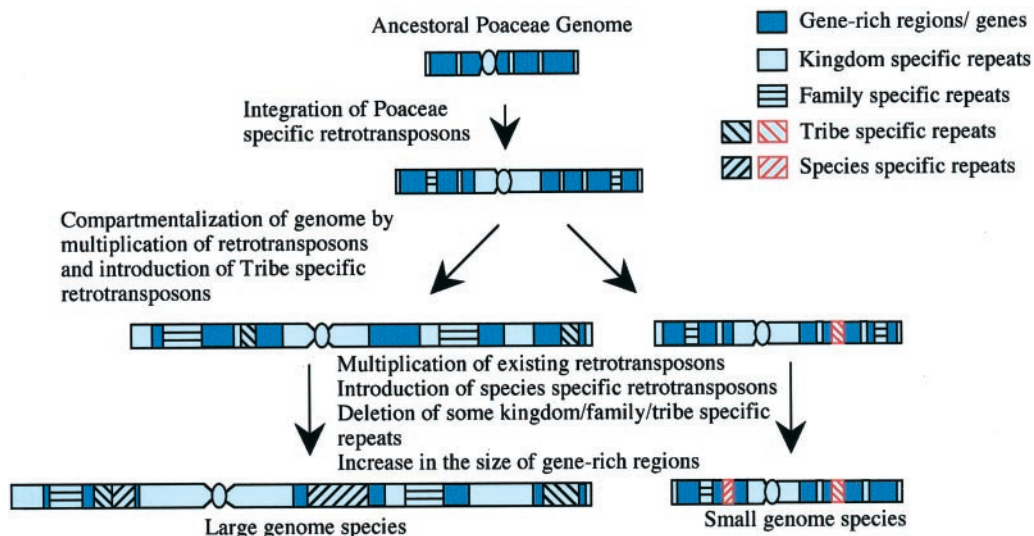 Ancestral Poaceae Genome
Gene-rich regions/ genes
Kingdom specific repeats
Family specific repeats
Tribe specific repeats
Species specific repeats
Integration of Poaceae
specific retrotransposons
Compartmentalization of genome by
multiplication of retrotransposons
and introduction of Tribe specific
retrotransposons
Multiplication of existing retrotransposons
Introduction of species specific retrotransposons
Deletion of some kingdom/family/tribe specific
repeats
Increase in the size of gene-rich regions
Large genome species
Small genome species